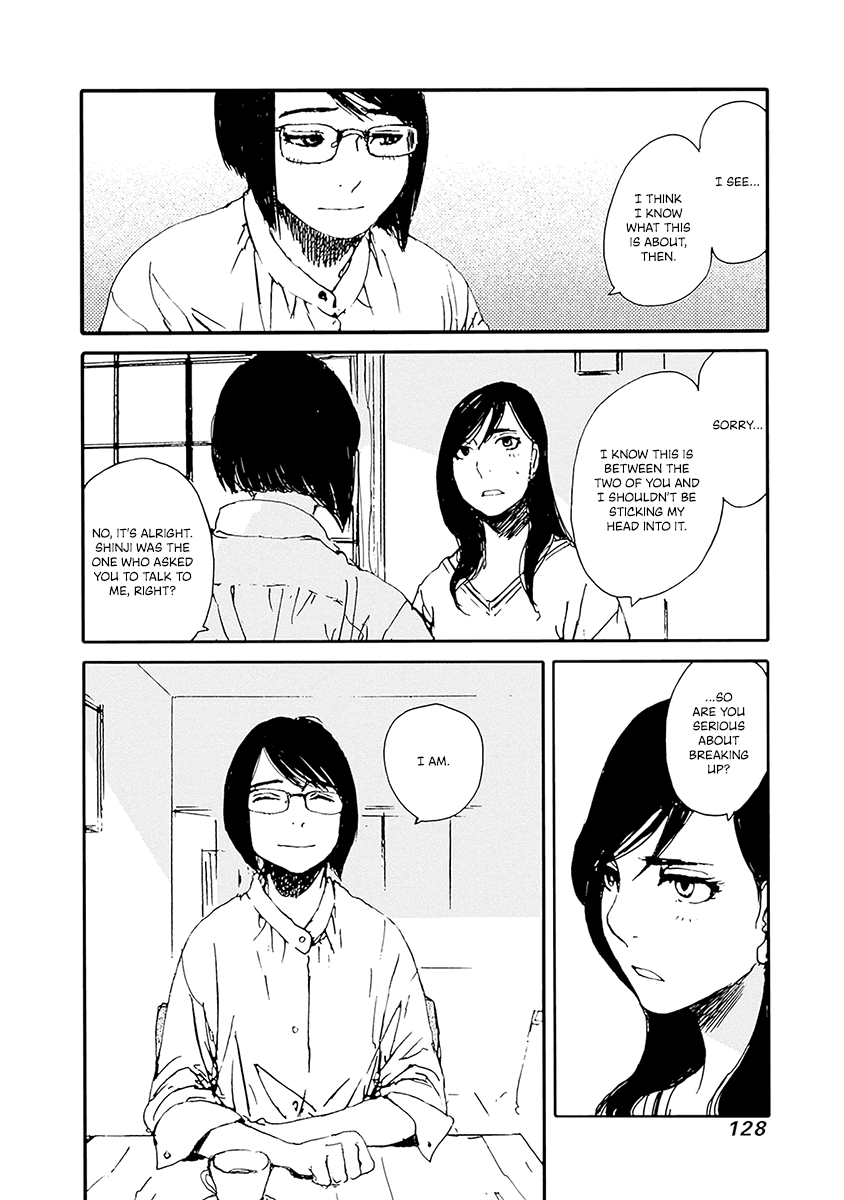 I SEE...
I THINK
I KNOW
WHAT THIS
IS ABOUT,
THEN.
SORRY...
I KNOW THIS IS
BETWEEN THE
TWO OF YOU AND
I SHOULDN'T BE
STICKING MY
HEAD INTO IT.
NO, IT'S ALRIGHT.
SHINJI WAS THE
ONE WHO ASKED
YOU TO TALK TO
ME, RIGHT?
...SO
ARE YOU
SERIOUS
ABOUT
BREAKING
UP?
I AM.
128